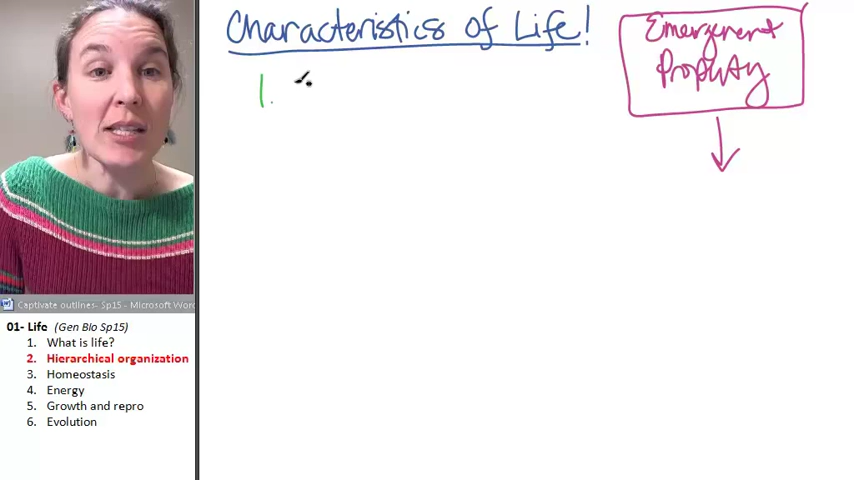 Characteristics of Life!
Emergenent
Property
1.
Captivate outlines- Sp15 - Microsoft Word
01- Life (Gen Bio Sp15)
1. What is life?
2. Hierarchical organization
3. Homeostasis
4. Energy
5. Growth and repro
6. Evolution